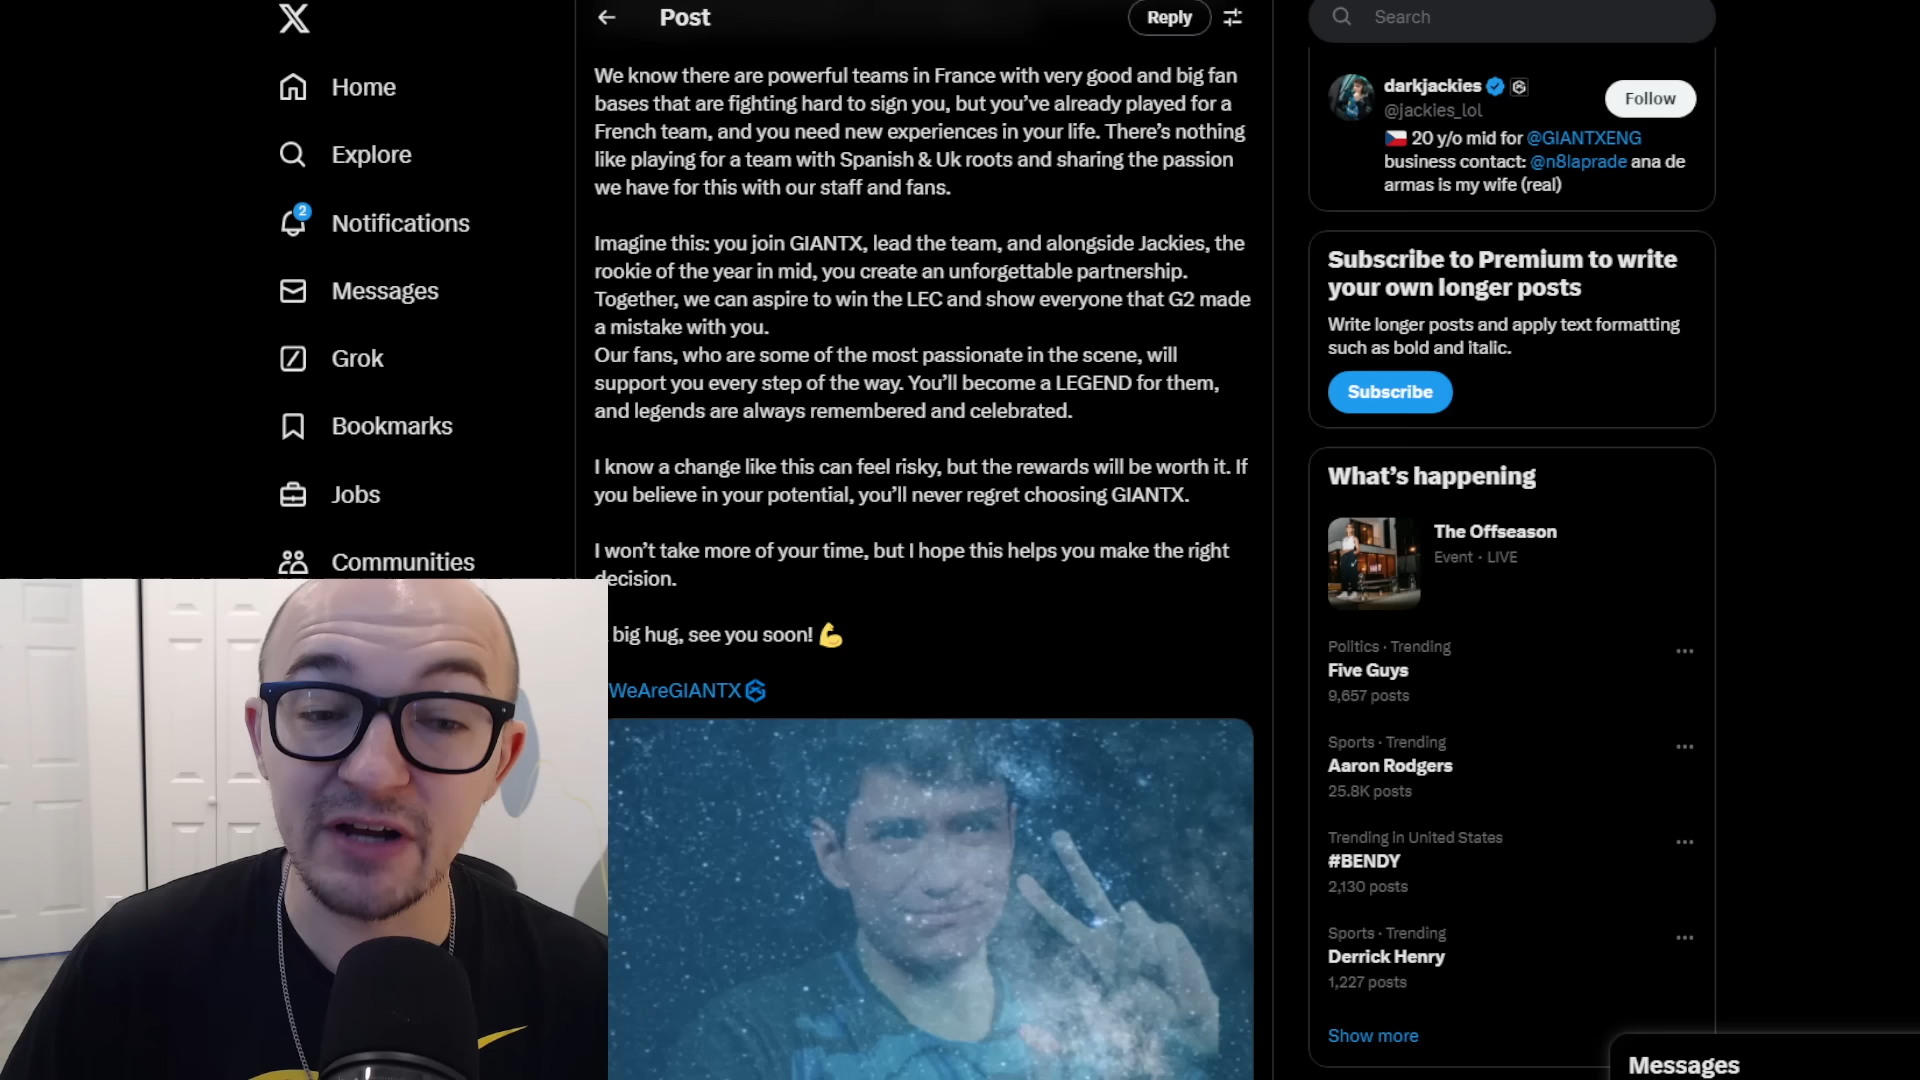 Home
Explore
2
Notifications
Messages
Grok
Bookmarks
Jobs
Communities
Post
Reply
We know there are powerful teams in France with very good and big fan
bases that are fighting hard to sign you, but you’ve already played for a
French team, and you need new experiences in your life. There’s nothing
like playing for a team with Spanish & Uk roots and sharing the passion
we have for this with our staff and fans.
Imagine this: you join GIANTX, lead the team, and alongside Jackies, the
rookie of the year in mid, you create an unforgettable partnership.
Together, we can aspire to win the LEC and show everyone that G2 made
a mistake with you.
Our fans, who are some of the most passionate in the scene, will
support you every step of the way. You’ll become a LEGEND for them,
and legends are always remembered and celebrated.
I know a change like this can feel risky, but the rewards will be worth it. If
you believe in your potential, you’ll never regret choosing GIANTX.
I won’t take more of your time, but I hope this helps you make the right
decision.
big hug, see you soon! 💪
WeAreGIANTX
Search
darkjackies
@jackies_lol
Follow
🇨🇿 20 y/o mid for @GIANTXENG
business contact: @n8laprade ana de
armas is my wife (real)
Subscribe to Premium to write
your own longer posts
Write longer posts and apply text formatting
such as bold and italic.
Subscribe
What’s happening
The Offseason
Event · LIVE
Politics · Trending
Five Guys
9,657 posts
Sports · Trending
Aaron Rodgers
25.8K posts
Trending in United States
#BENDY
2,130 posts
Sports · Trending
Derrick Henry
1,227 posts
Show more
Messages